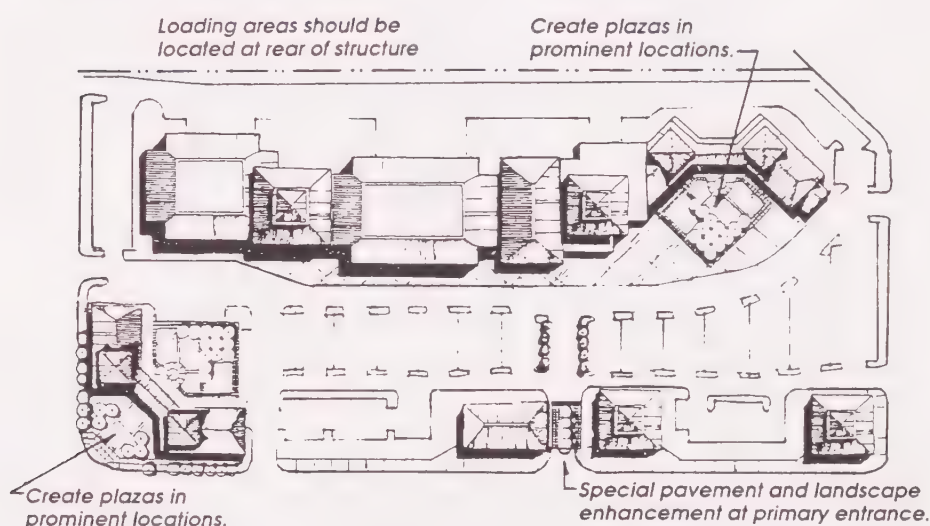 Loading areas should be
located at rear of structure
Create plazas in
prominent locations.
Create plazas in
prominent locations.
Special pavement and landscape
enhancement at primary entrance.